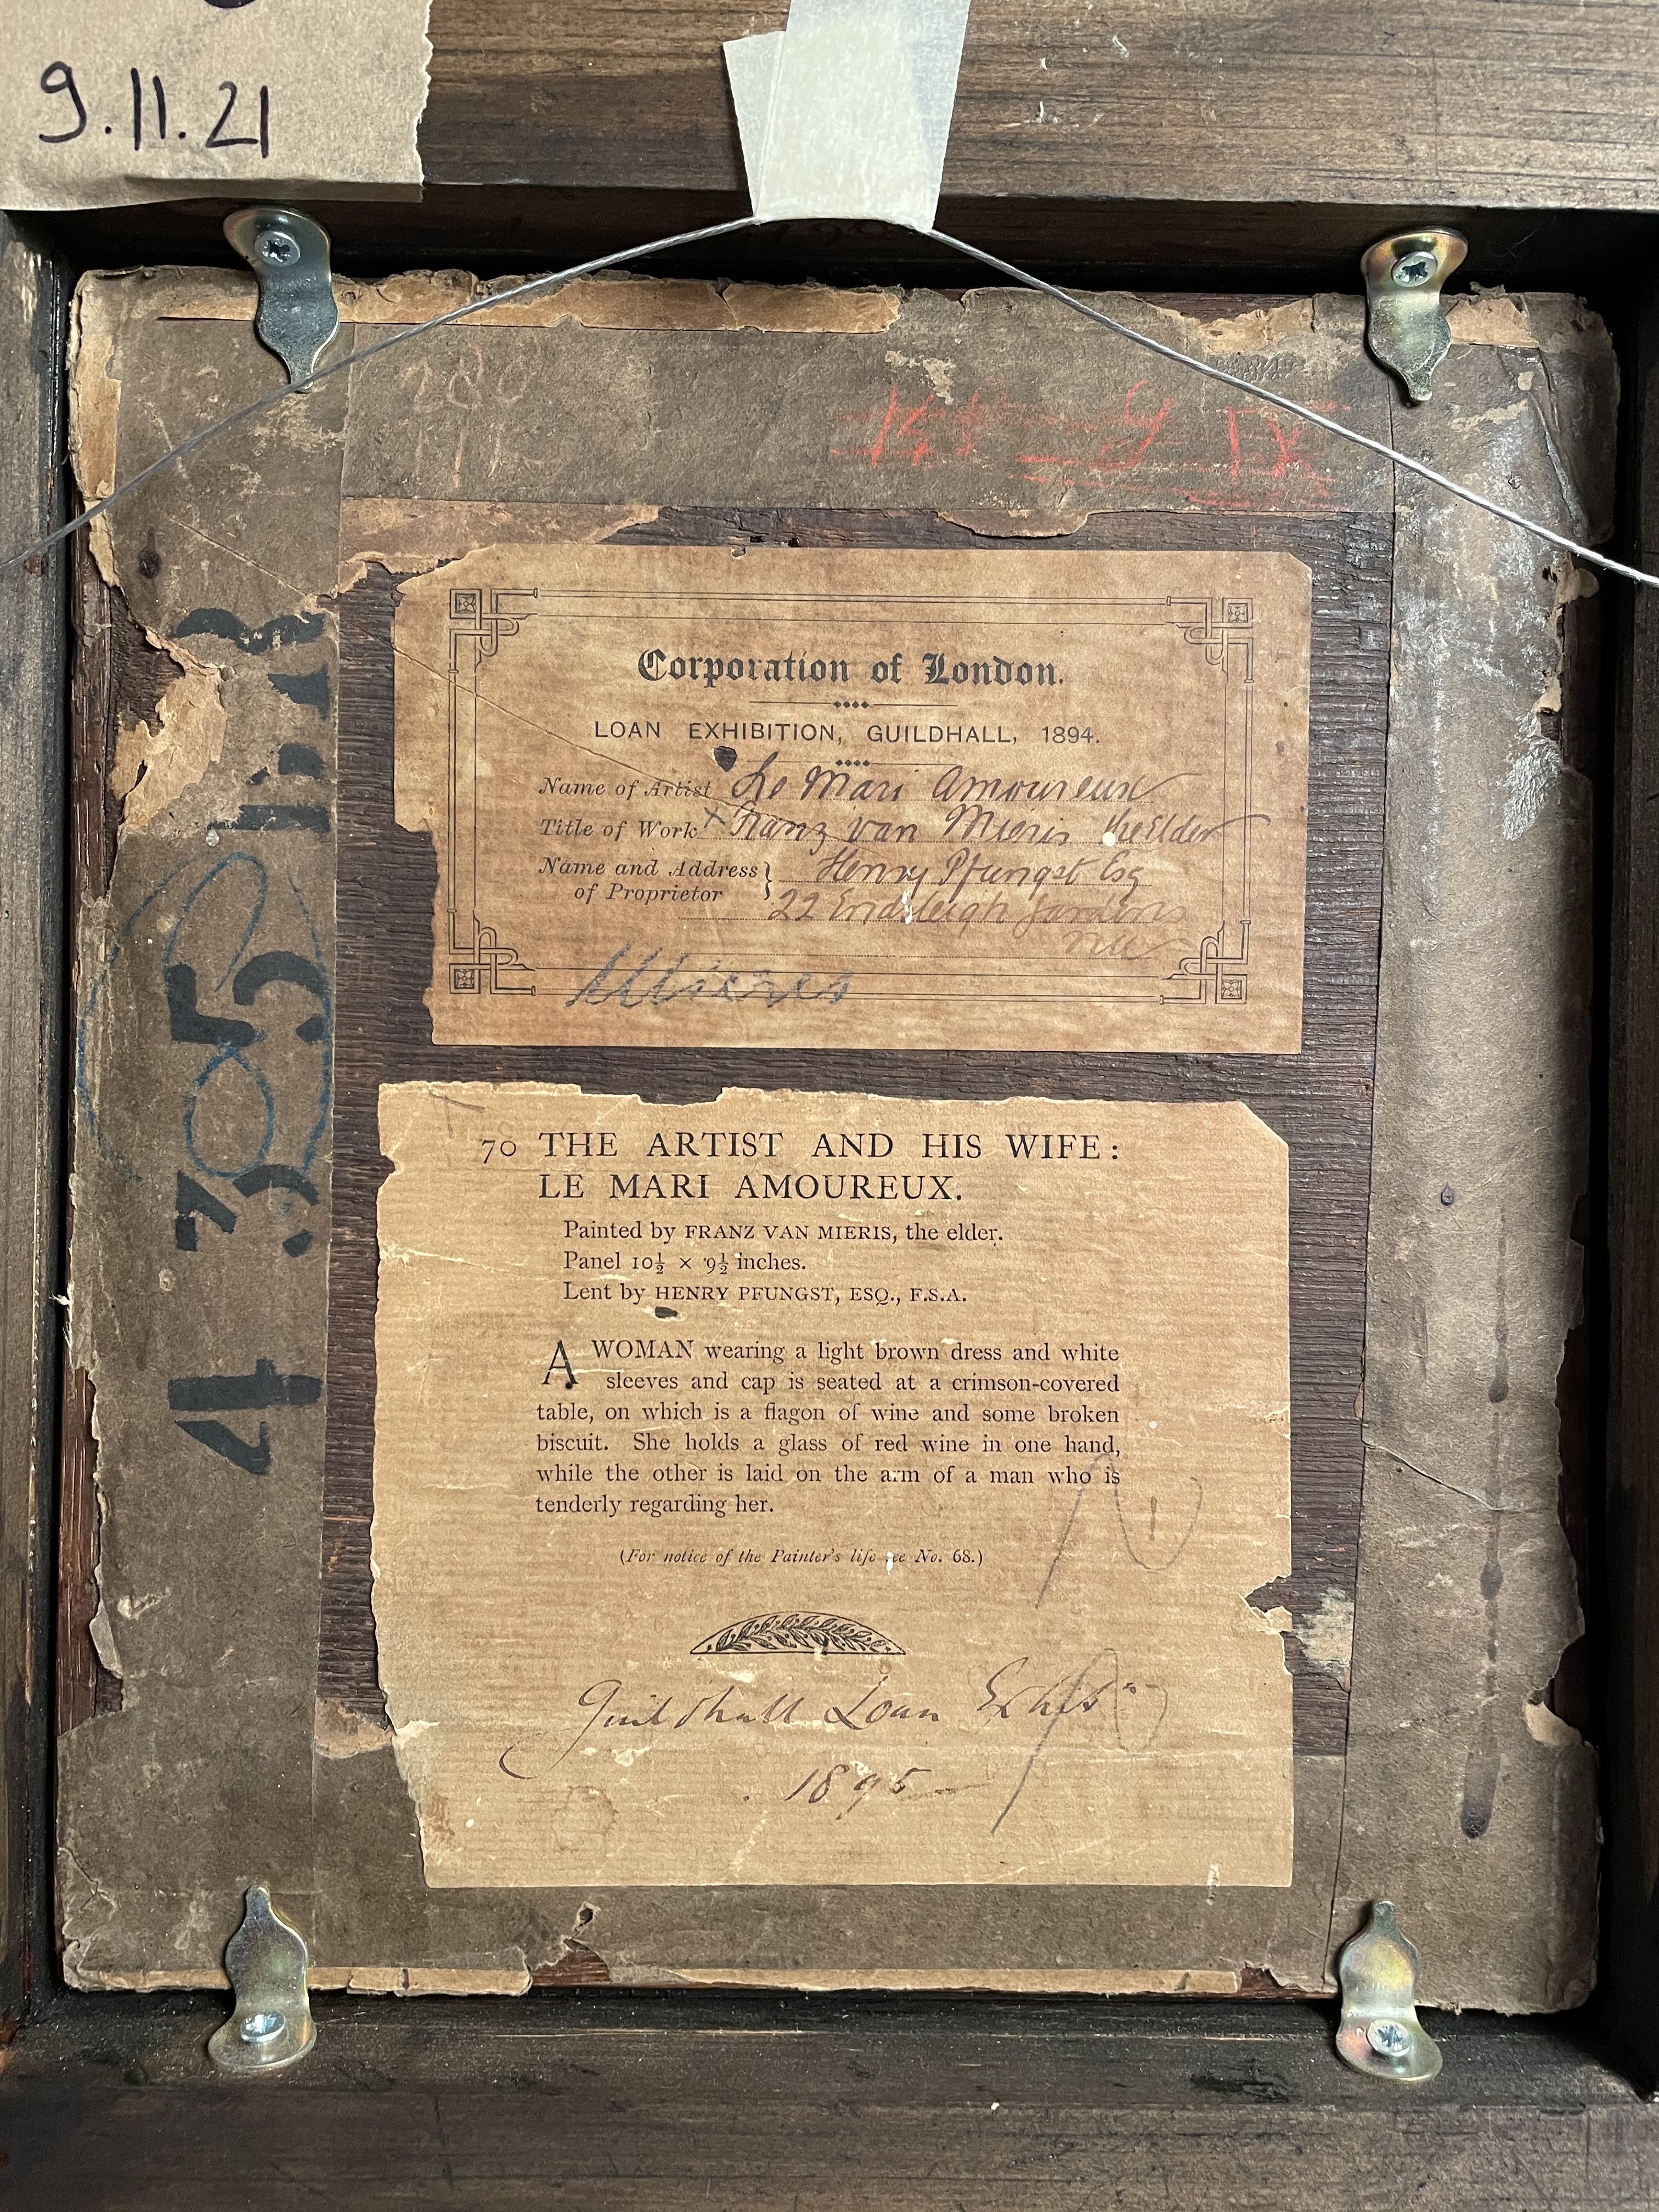 9.11.21
288
Corporation of London.
LOAN EXHIBITION, GUILDHALL, 1894.
Name of Artist Le Mari Amoureux
Title of Work x Franz van Mieris the Elder
Name and Address of Proprietor } Henry Pfungst Esq
22 Endsleigh Gardens
NW
Mieres
435
70 THE ARTIST AND HIS WIFE:
LE MARI AMOUREUX.
Painted by FRANZ VAN MIERIS, the elder.
Panel 10½ × 9½ inches.
Lent by HENRY PFUNGST, ESQ., F.S.A.
A WOMAN wearing a light brown dress and white
sleeves and cap is seated at a crimson-covered
table, on which is a flagon of wine and some broken
biscuit. She holds a glass of red wine in one hand,
while the other is laid on the arm of a man who is
tenderly regarding her.
(For notice of the Painter's life see No. 68.)
Guildhall Loan Exhibn
1895